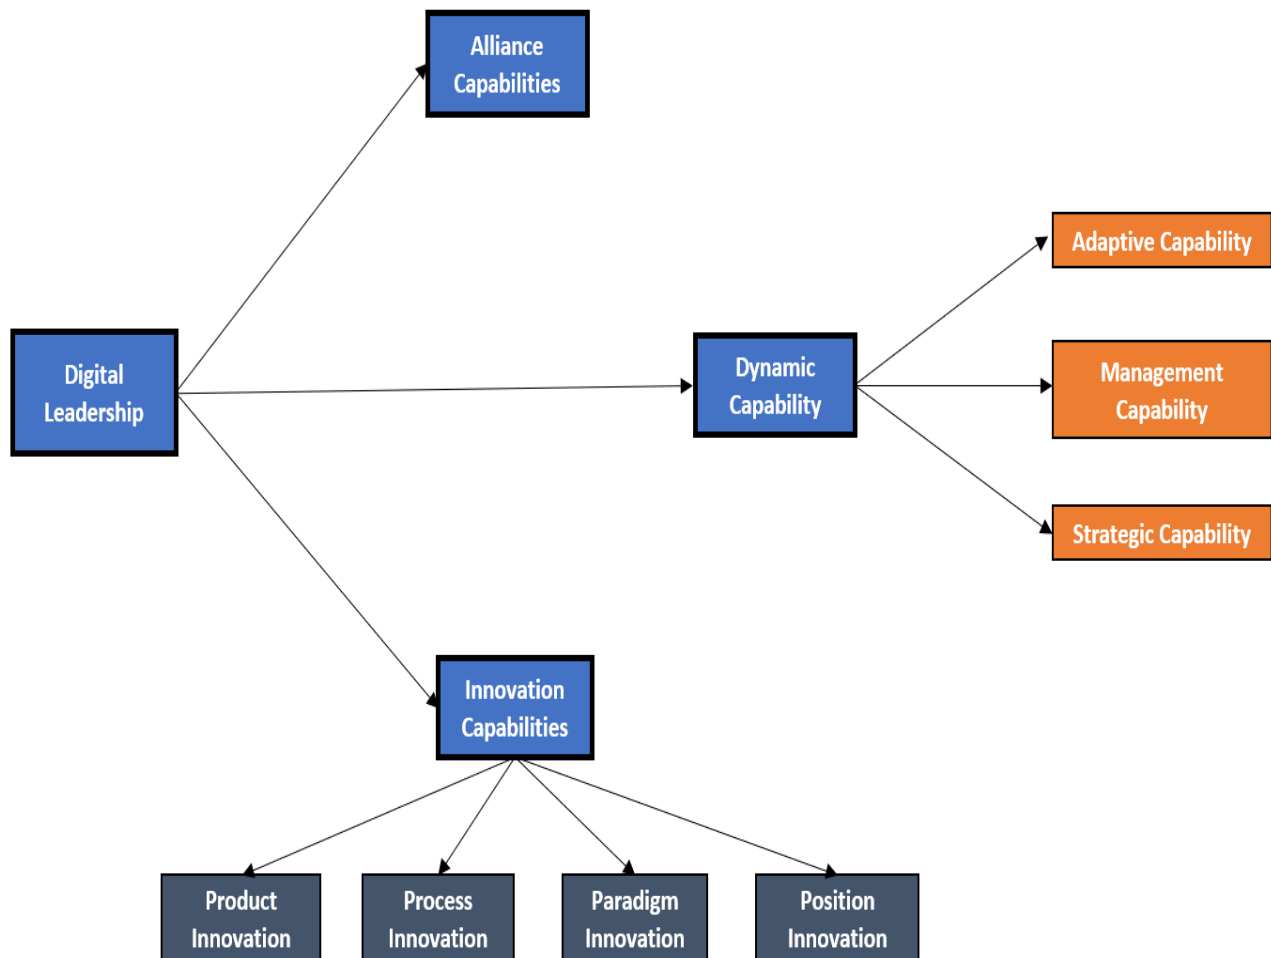 Alliance
Capabilities
Adaptive Capability
Digital
Leadership
Dynamic
Capability
Management
Capability
Strategic Capability
Innovation
Capabilities
Product
Innovation
Process
Innovation
Paradigm
Innovation
Position
Innovation